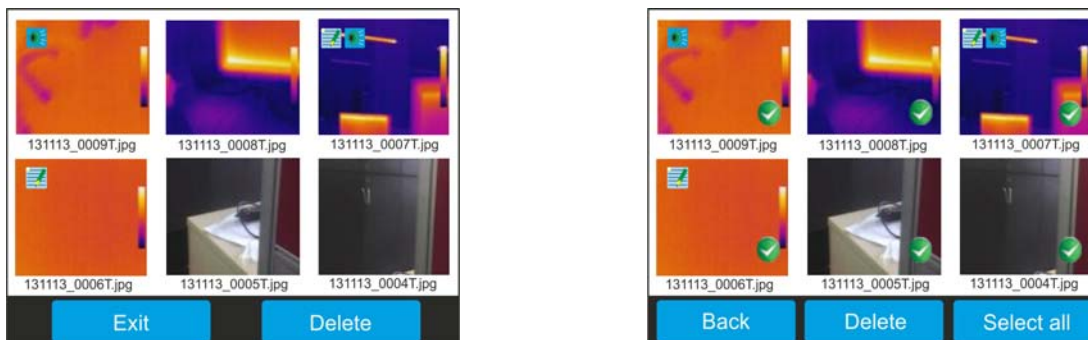 131113_0009T.jpg 131113_0008T.jpg 131113_0007T.jpg
131113_0006T.jpg 131113_0005T.jpg 131113_0004T.jpg
Exit Delete
131113_0009T.jpg 131113_0008T.jpg 131113_0007T.jpg
131113_0006T.jpg 131113_0005T.jpg 131113_0004T.jpg
Back Delete Select all